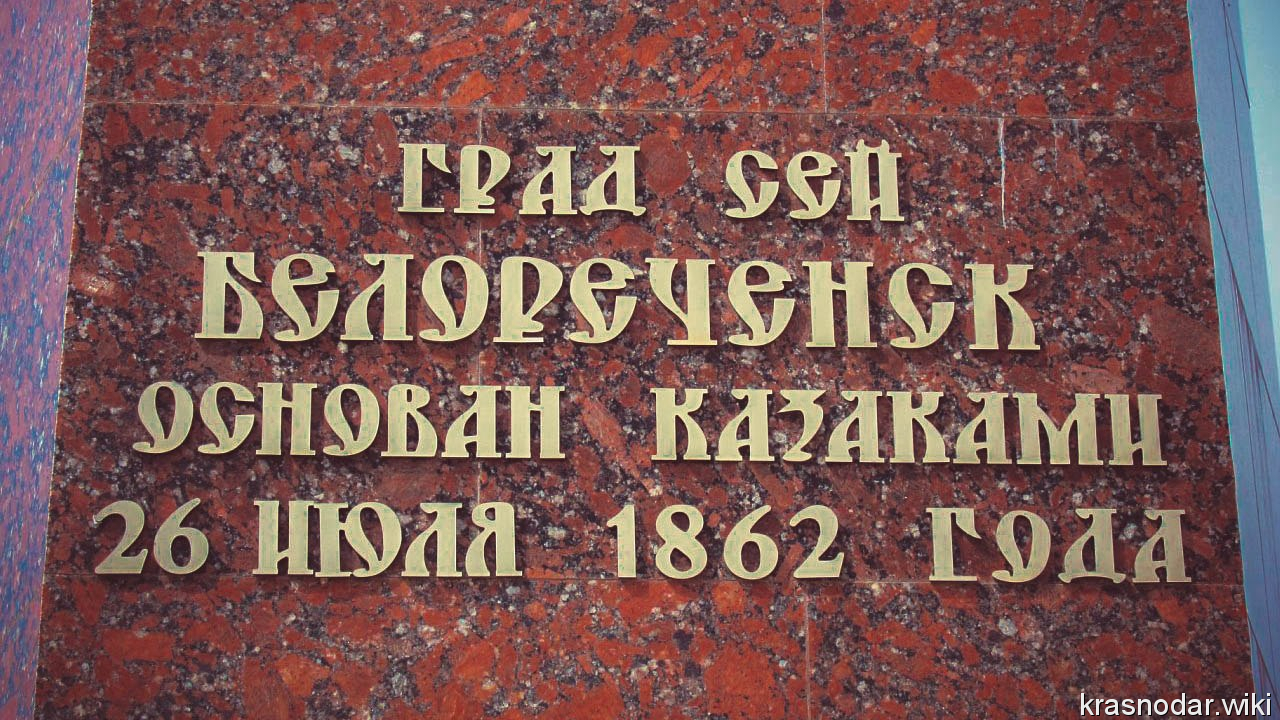 ГРАД СЕЙ
БЕЛОРЕЧЕНСК
ОСНОВАН КАЗАКАМИ
26 ИЮЛЯ 1862 ГОДА
krasnodar.wiki